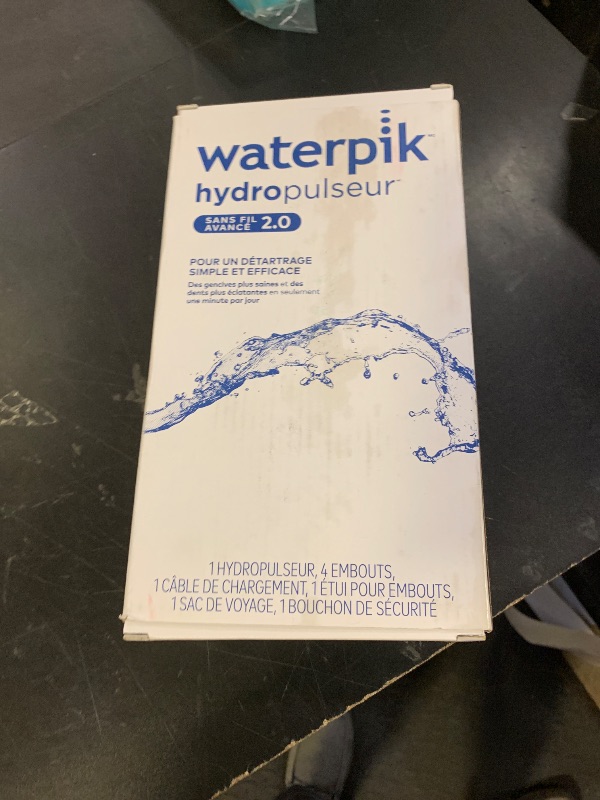 waterpik™
hydropulseur™
SANS FIL
AVANCÉ 2.0
POUR UN DÉTARTRAGE
SIMPLE ET EFFICACE
Des gencives plus saines et des
dents plus éclatantes en seulement
une minute par jour
1 HYDROPULSEUR, 4 EMBOUTS,
1 CÂBLE DE CHARGEMENT, 1 ÉTUI POUR EMBOUTS,
1 SAC DE VOYAGE, 1 BOUCHON DE SÉCURITÉ